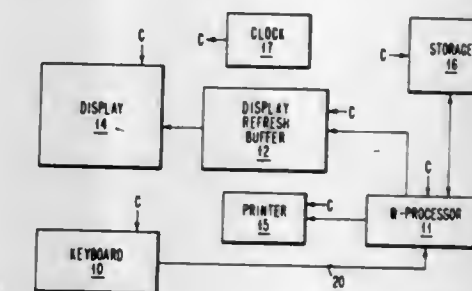 C
C
CLOCK
17
C
STORAGE
16
DISPLAY
14
DISPLAY
REFRESH
BUFFER
12
C
C
PRINTER
15
C
C
μ-PROCESSOR
11
KEYBOARD
10
20